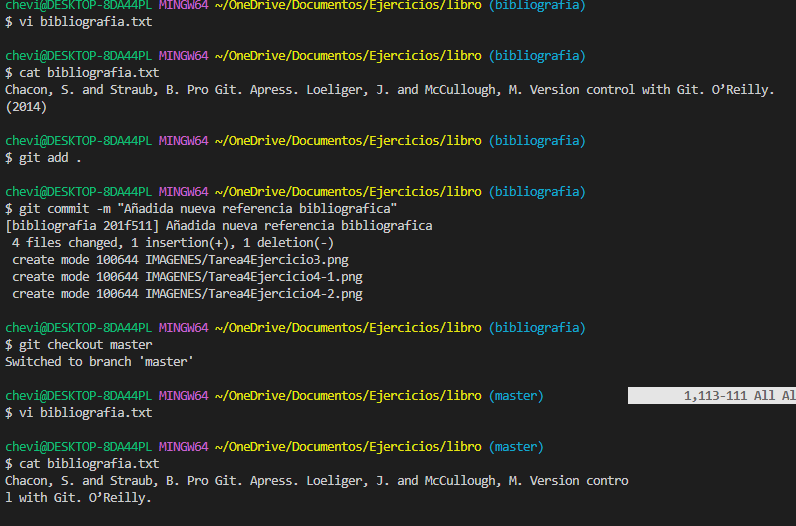 chevi@DESKTOP-8DA44PL MINGW64 ~/OneDrive/Documentos/Ejercicios/libro (bibliografia)
$ vi bibliografia.txt
chevi@DESKTOP-8DA44PL MINGW64 ~/OneDrive/Documentos/Ejercicios/libro (bibliografia)
$ cat bibliografia.txt
Chacon, S. and Straub, B. Pro Git. Apress. Loeliger, J. and McCullough, M. Version control with Git. O’Reilly.
(2014)
chevi@DESKTOP-8DA44PL MINGW64 ~/OneDrive/Documentos/Ejercicios/libro (bibliografia)
$ git add .
chevi@DESKTOP-8DA44PL MINGW64 ~/OneDrive/Documentos/Ejercicios/libro (bibliografia)
$ git commit -m "Añadida nueva referencia bibliografica"
[bibliografia 201f511] Añadida nueva referencia bibliografica
 4 files changed, 1 insertion(+), 1 deletion(-)
 create mode 100644 IMAGENES/Tarea4Ejercicio3.png
 create mode 100644 IMAGENES/Tarea4Ejercicio4-1.png
 create mode 100644 IMAGENES/Tarea4Ejercicio4-2.png
chevi@DESKTOP-8DA44PL MINGW64 ~/OneDrive/Documentos/Ejercicios/libro (bibliografia)
$ git checkout master
Switched to branch 'master'
chevi@DESKTOP-8DA44PL MINGW64 ~/OneDrive/Documentos/Ejercicios/libro (master) 1,113-111 All Al
$ vi bibliografia.txt
chevi@DESKTOP-8DA44PL MINGW64 ~/OneDrive/Documentos/Ejercicios/libro (master)
$ cat bibliografia.txt
Chacon, S. and Straub, B. Pro Git. Apress. Loeliger, J. and McCullough, M. Version contro
l with Git. O’Reilly.